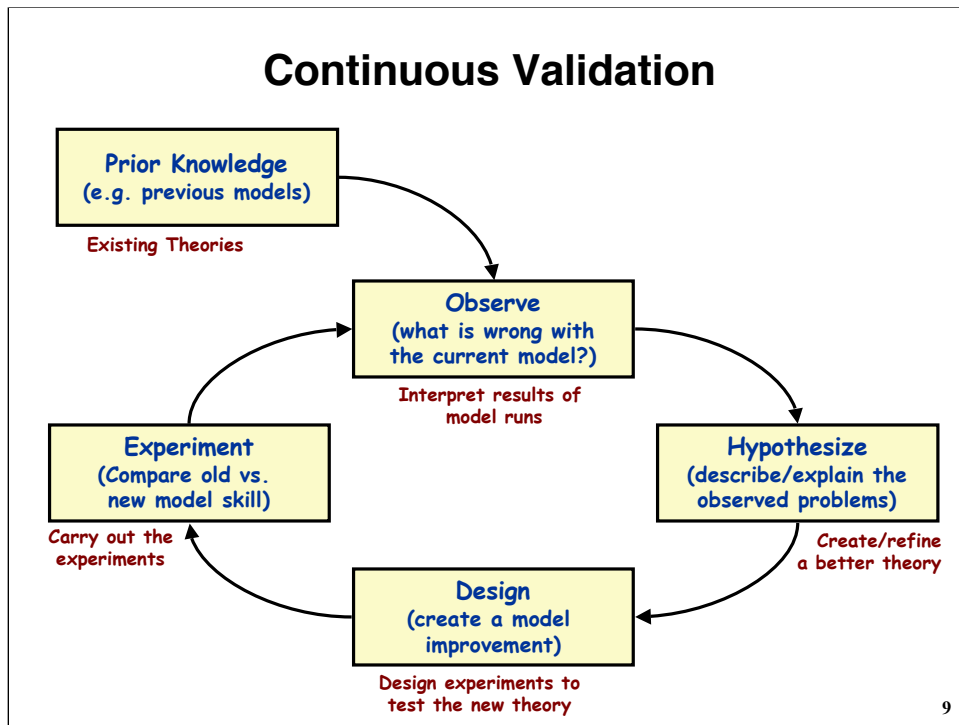 Continuous Validation
Prior Knowledge
(e.g. previous models)
Existing Theories
Observe
(what is wrong with
the current model?)
Interpret results of
model runs
Experiment
(Compare old vs.
new model skill)
Carry out the
experiments
Hypothesize
(describe/explain the
observed problems)
Create/refine
a better theory
Design
(create a model
improvement)
Design experiments to
test the new theory
9